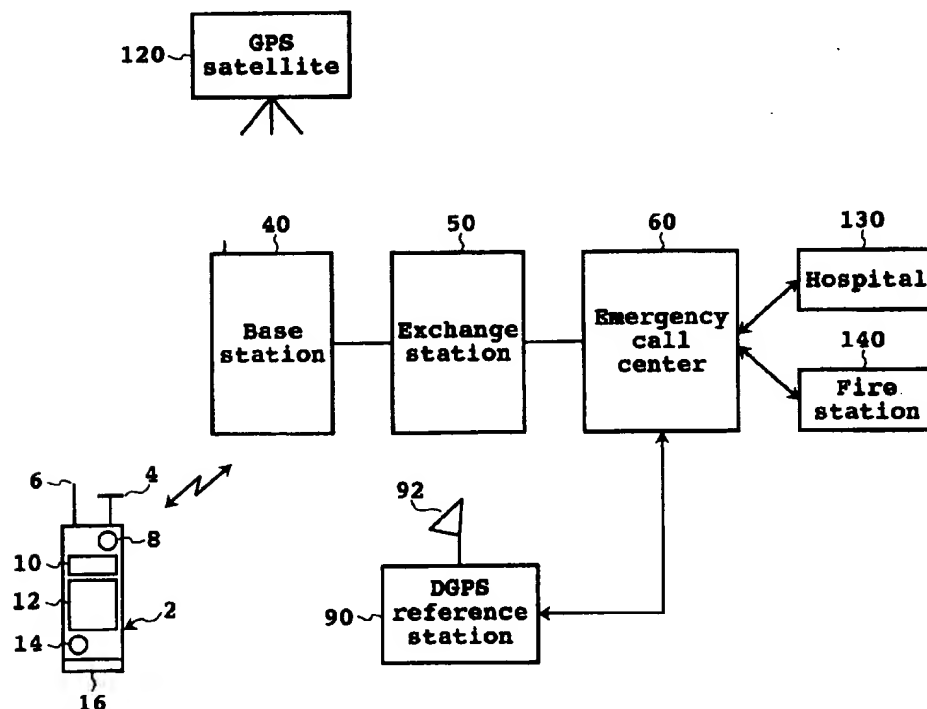 120
GPS
satellite
40
50
60
130
Base
station
Exchange
station
Emergency
call
center
Hospital
140
Fire
station
6
4
8
10
12
2
14
16
92
90
DGPS
reference
station